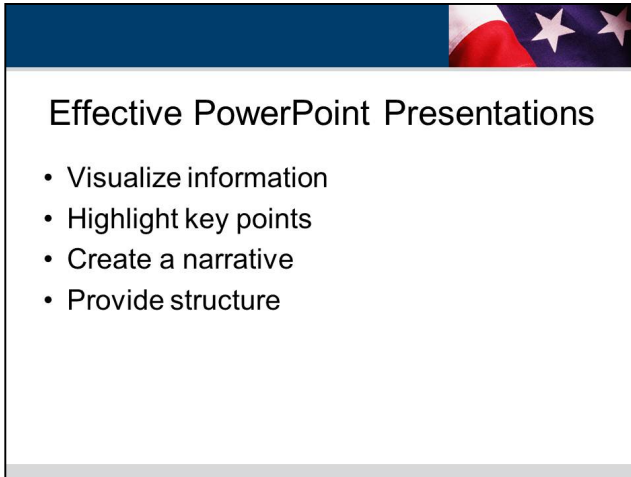 Effective PowerPoint Presentations
• Visualize information
• Highlight key points
• Create a narrative
• Provide structure